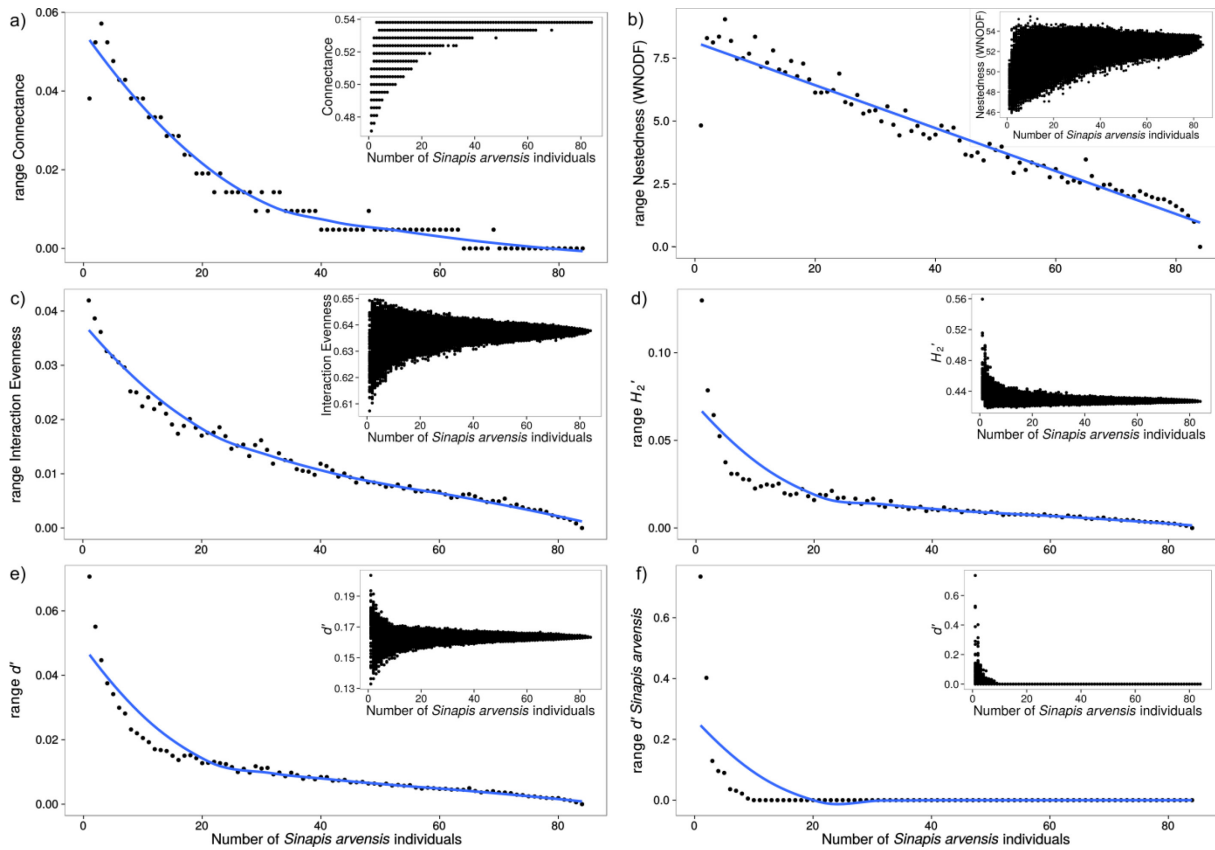 a)
range Connectance
0.06
0.04
0.02
0.00
0 20 40 60 80
Connectance
0.54
0.52
0.50
0.48
0 20 40 60 80
Number of Sinapis arvensis individuals
b)
range Nestedness (WNODF)
7.5
5.0
2.5
0.0
0 20 40 60 80
Nestedness (WNODF)
54
52
50
48
46
0 20 40 60 80
Number of Sinapis arvensis individuals
c)
range Interaction Evenness
0.04
0.03
0.02
0.01
0.00
0 20 40 60 80
Interaction Evenness
0.65
0.64
0.63
0.62
0.61
0 20 40 60 80
Number of Sinapis arvensis individuals
d)
range H₂'
0.10
0.05
0.00
0 20 40 60 80
H₂'
0.56
0.52
0.48
0.44
0 20 40 60 80
Number of Sinapis arvensis individuals
e)
range d'
0.06
0.04
0.02
0.00
0 20 40 60 80
Number of Sinapis arvensis individuals
d'
0.19
0.17
0.15
0.13
0 20 40 60 80
Number of Sinapis arvensis individuals
f)
range d' Sinapis arvensis
0.6
0.4
0.2
0.0
0 20 40 60 80
Number of Sinapis arvensis individuals
d'
0.8
0.6
0.4
0.2
0.0
0 20 40 60 80
Number of Sinapis arvensis individuals